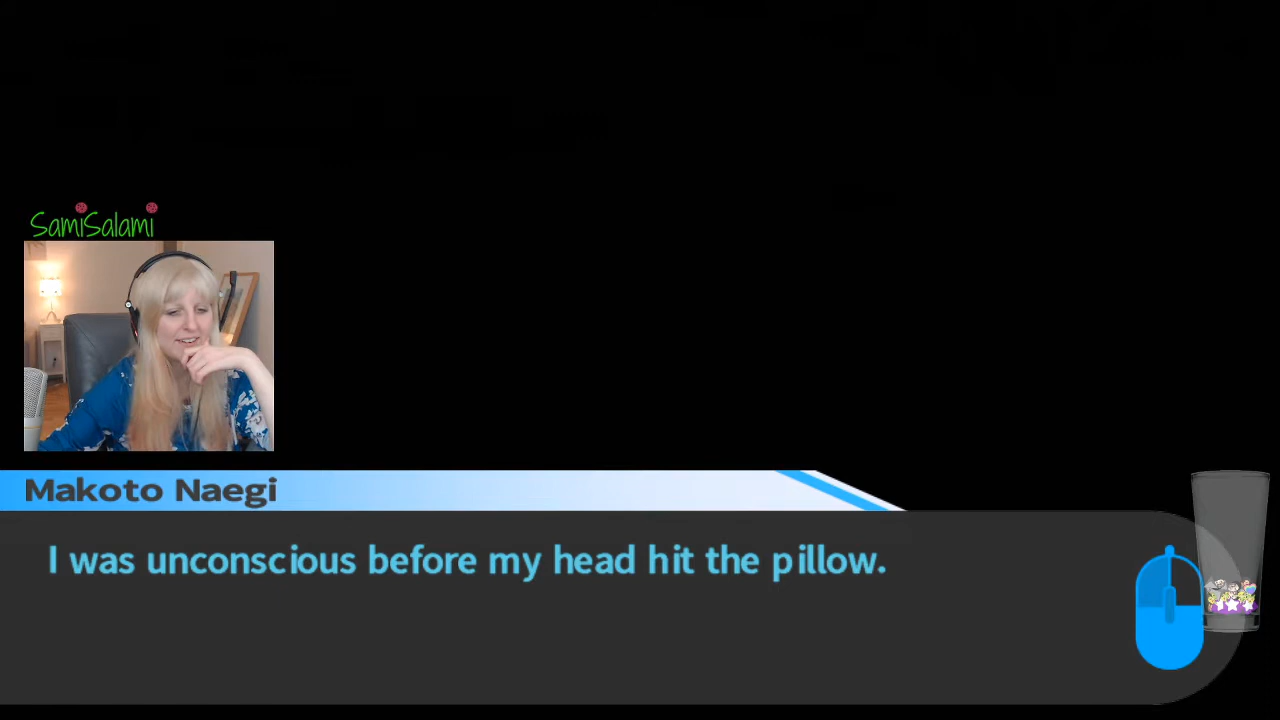 SamiSalami
Makoto Naegi
I was unconscious before my head hit the pillow.